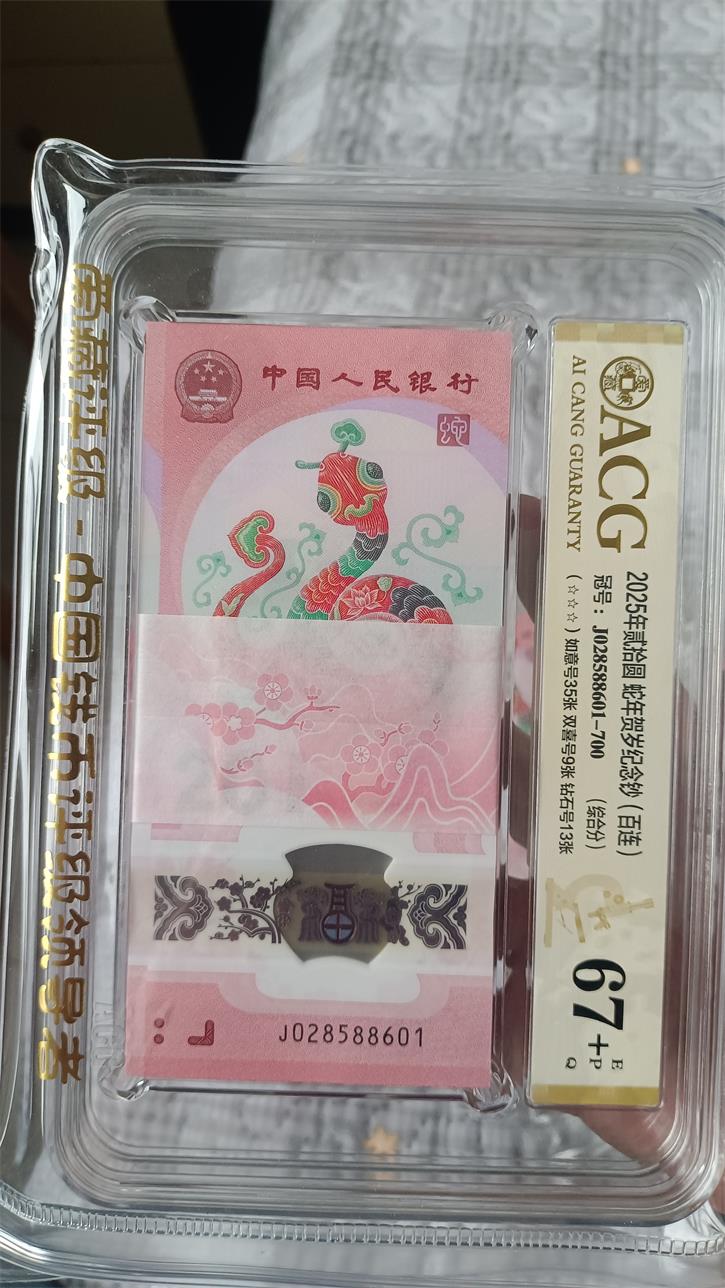 中国人民银行
蛇
J028588601
ACG
AI CANG GUARANTY
2025年贰拾圆 蛇年贺岁纪念钞（百连）
冠号：J028588601-700 （综合分）
（☆☆☆）如意号35张 双喜号9张 钻石号13张
67+
E
P
Q
爱藏评级-中国钱币评级领导者